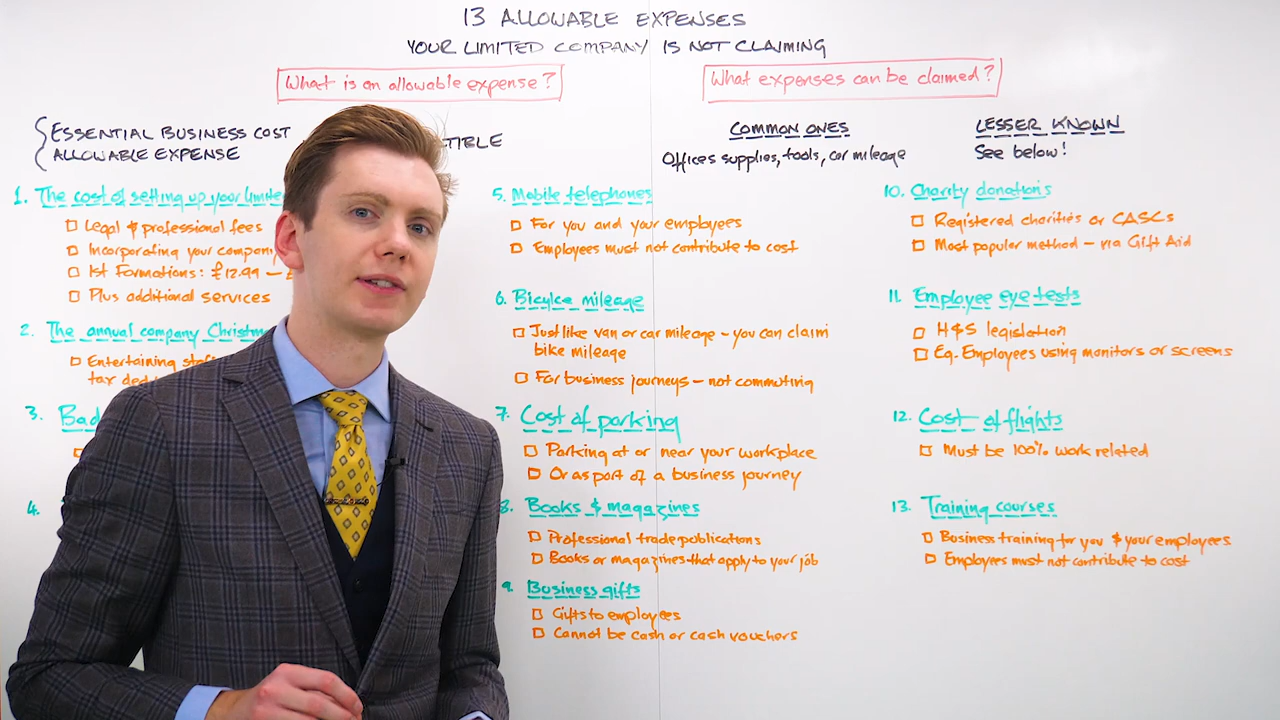 13 ALLOWABLE EXPENSES
YOUR LIMITED COMPANY IS NOT CLAIMING
What is an allowable expense?
What expenses can be claimed?
ESSENTIAL BUSINESS COST
ALLOWABLE EXPENSE
TIBLE
COMMON ONES
Offices supplies, tools, car mileage
LESSER KNOWN
See below!
1. The cost of setting up your limite
Legal & professional fees
Incorporating your company
1st Formations: £12.99 –
Plus additional services
2. The annual company Christm
Entertaining staf
tax ded
3. Bad
4.
5. Mobile telephones
For you and your employees
Employees must not contribute to cost
6. Bicylce mileage
Just like van or car mileage – you can claim
bike mileage
For business journeys – not commuting
7. Cost of parking
Parking at or near your workplace
Or as part of a business journey
8. Books & magazines
Professional trade publications
Books or magazines that apply to your job
9. Business gifts
Gifts to employees
Cannot be cash or cash vouchers
10. Charity donations
Registered charities or CASCs
Most popular method – via Gift Aid
11. Employee eye tests
H&S legislation
Eg. Employees using monitors or screens
12. Cost of flights
Must be 100% work related
13. Training courses
Business training for you & your employees
Employees must not contribute to cost